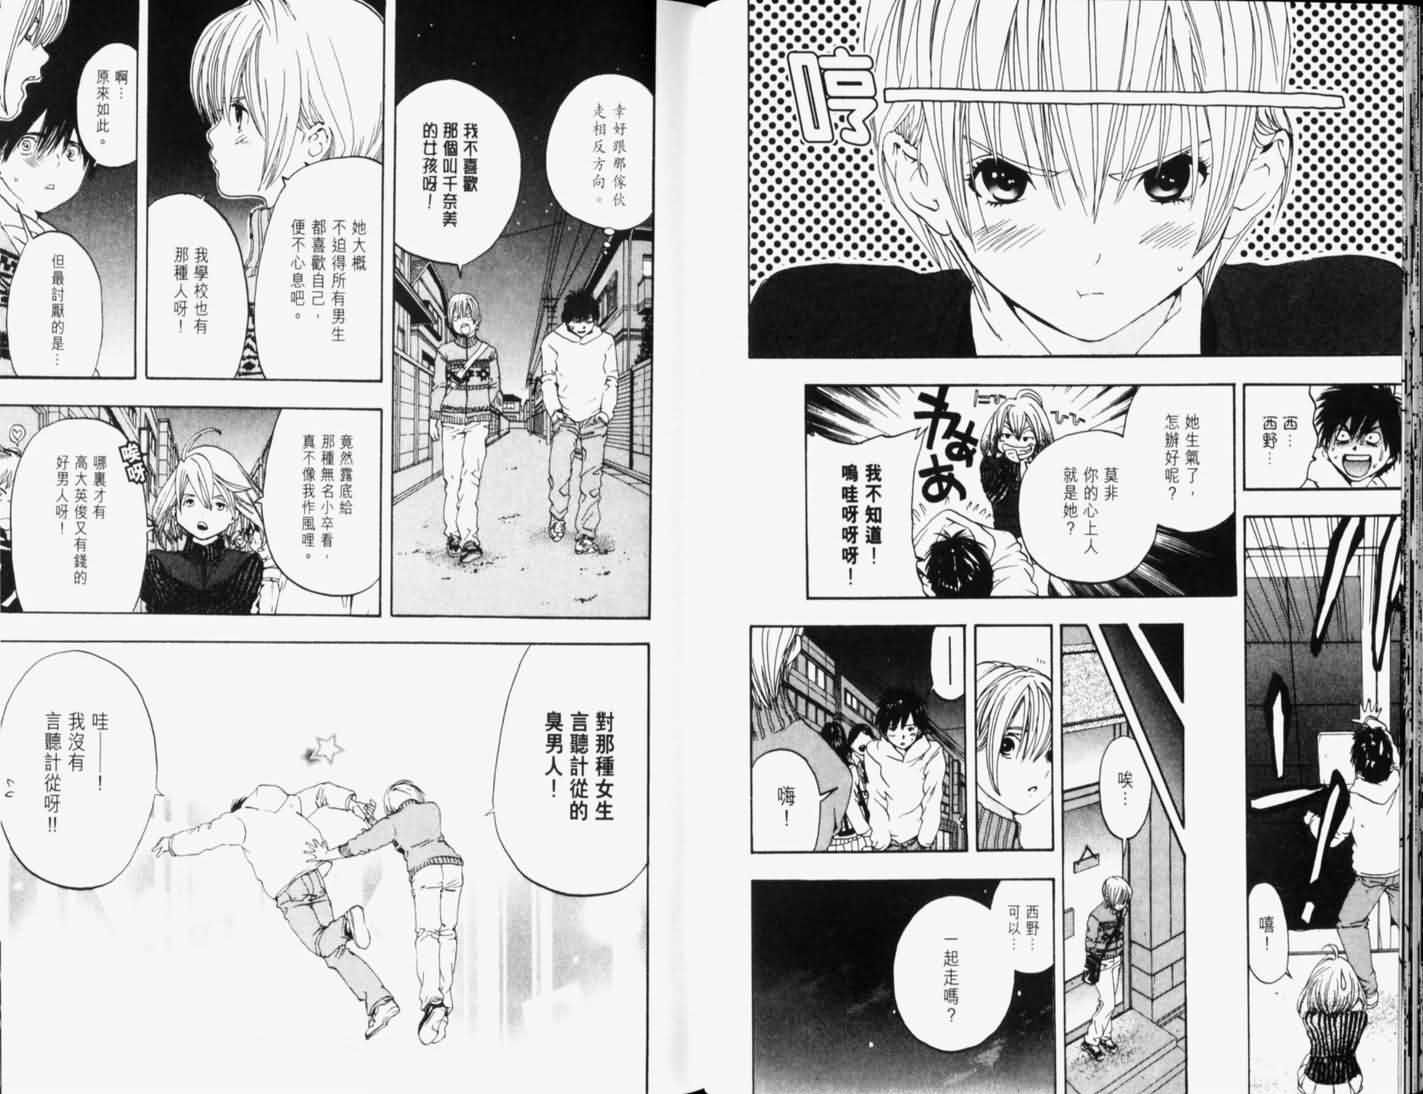 哼
西…
西野…
她生氣了，
怎辦好呢？
莫非
你的心上人
就是她？
わあ
あ
ひひ
我不知道！
嗚哇呀呀呀！
嘻！
唉…
嗨！
西野…
可以…
一起走嗎？
幸好跟那傢伙
走相反方向。
我不喜歡
那個叫千奈美
的女孩呀！
她大概
不迫得所有男生
都喜歡自己，
便不心息吧。
我學校也有
那種人呀！
啊…
原來如此。
但最討厭的是…
竟然露底給
那種無名小卒看，
真不像我作風哩。
唉呀
哪裏才有
高大英俊又有錢的
好男人呀！
對那種女生
言聽計從的
臭男人！
哇——！
我沒有
言聽計從呀!!